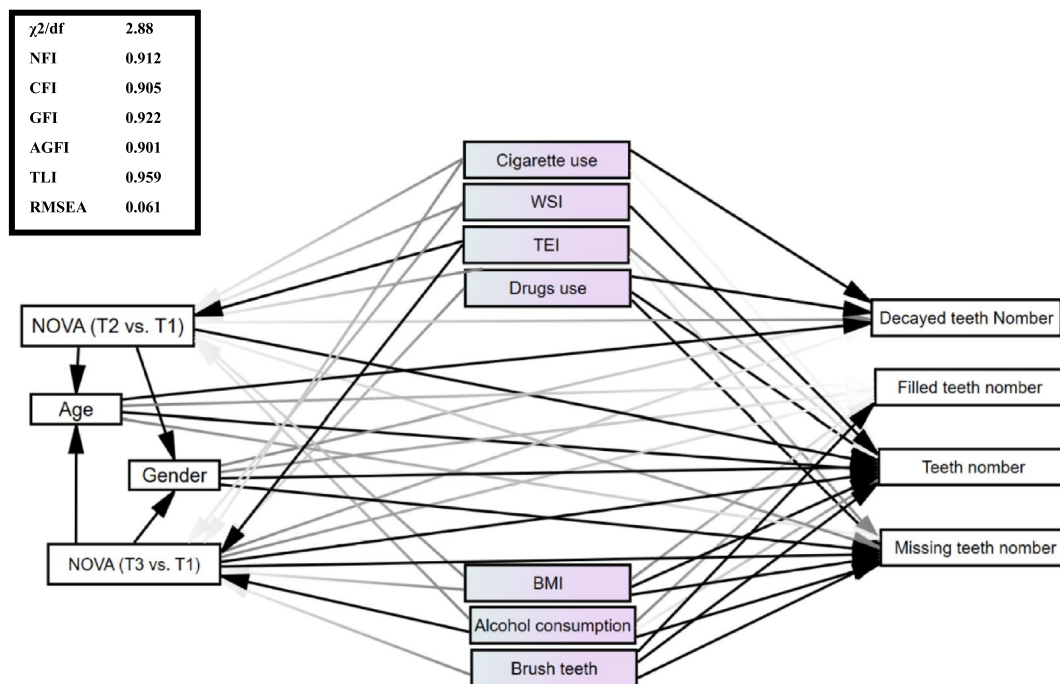 χ2/df 2.88
NFI 0.912
CFI 0.905
GFI 0.922
AGFI 0.901
TLI 0.959
RMSEA 0.061
Cigarette use
WSI
TEI
Drugs use
NOVA (T2 vs. T1)
Decayed teeth Nomber
Age
Filled teeth nomber
Gender
Teeth nomber
NOVA (T3 vs. T1)
Missing teeth nomber
BMI
Alcohol consumption
Brush teeth